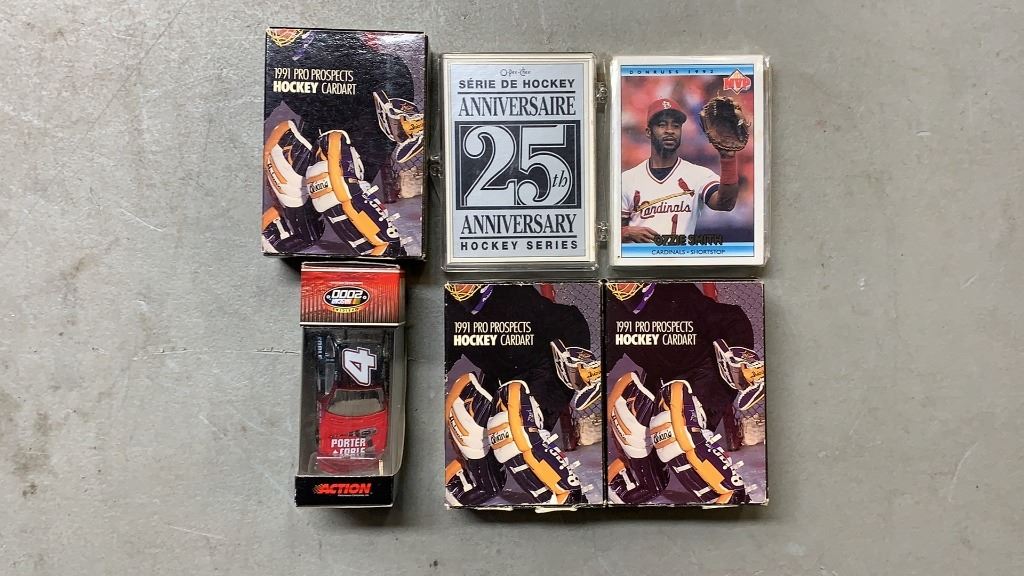 1991 PRO PROSPECTS
HOCKEY CARDART
O-Pee-Chee
SÉRIE DE HOCKEY
ANNIVERSAIRE
25th
ANNIVERSARY
HOCKEY SERIES
DONRUSS 1992
MVP
Cardinals
1
OZZIE SMITH
CARDINALS • SHORTSTOP
2000
4
PORTER
CABLE
ACTION
1991 PRO PROSPECTS
HOCKEY CARDART
1991 PRO PROSPECTS
HOCKEY CARDART